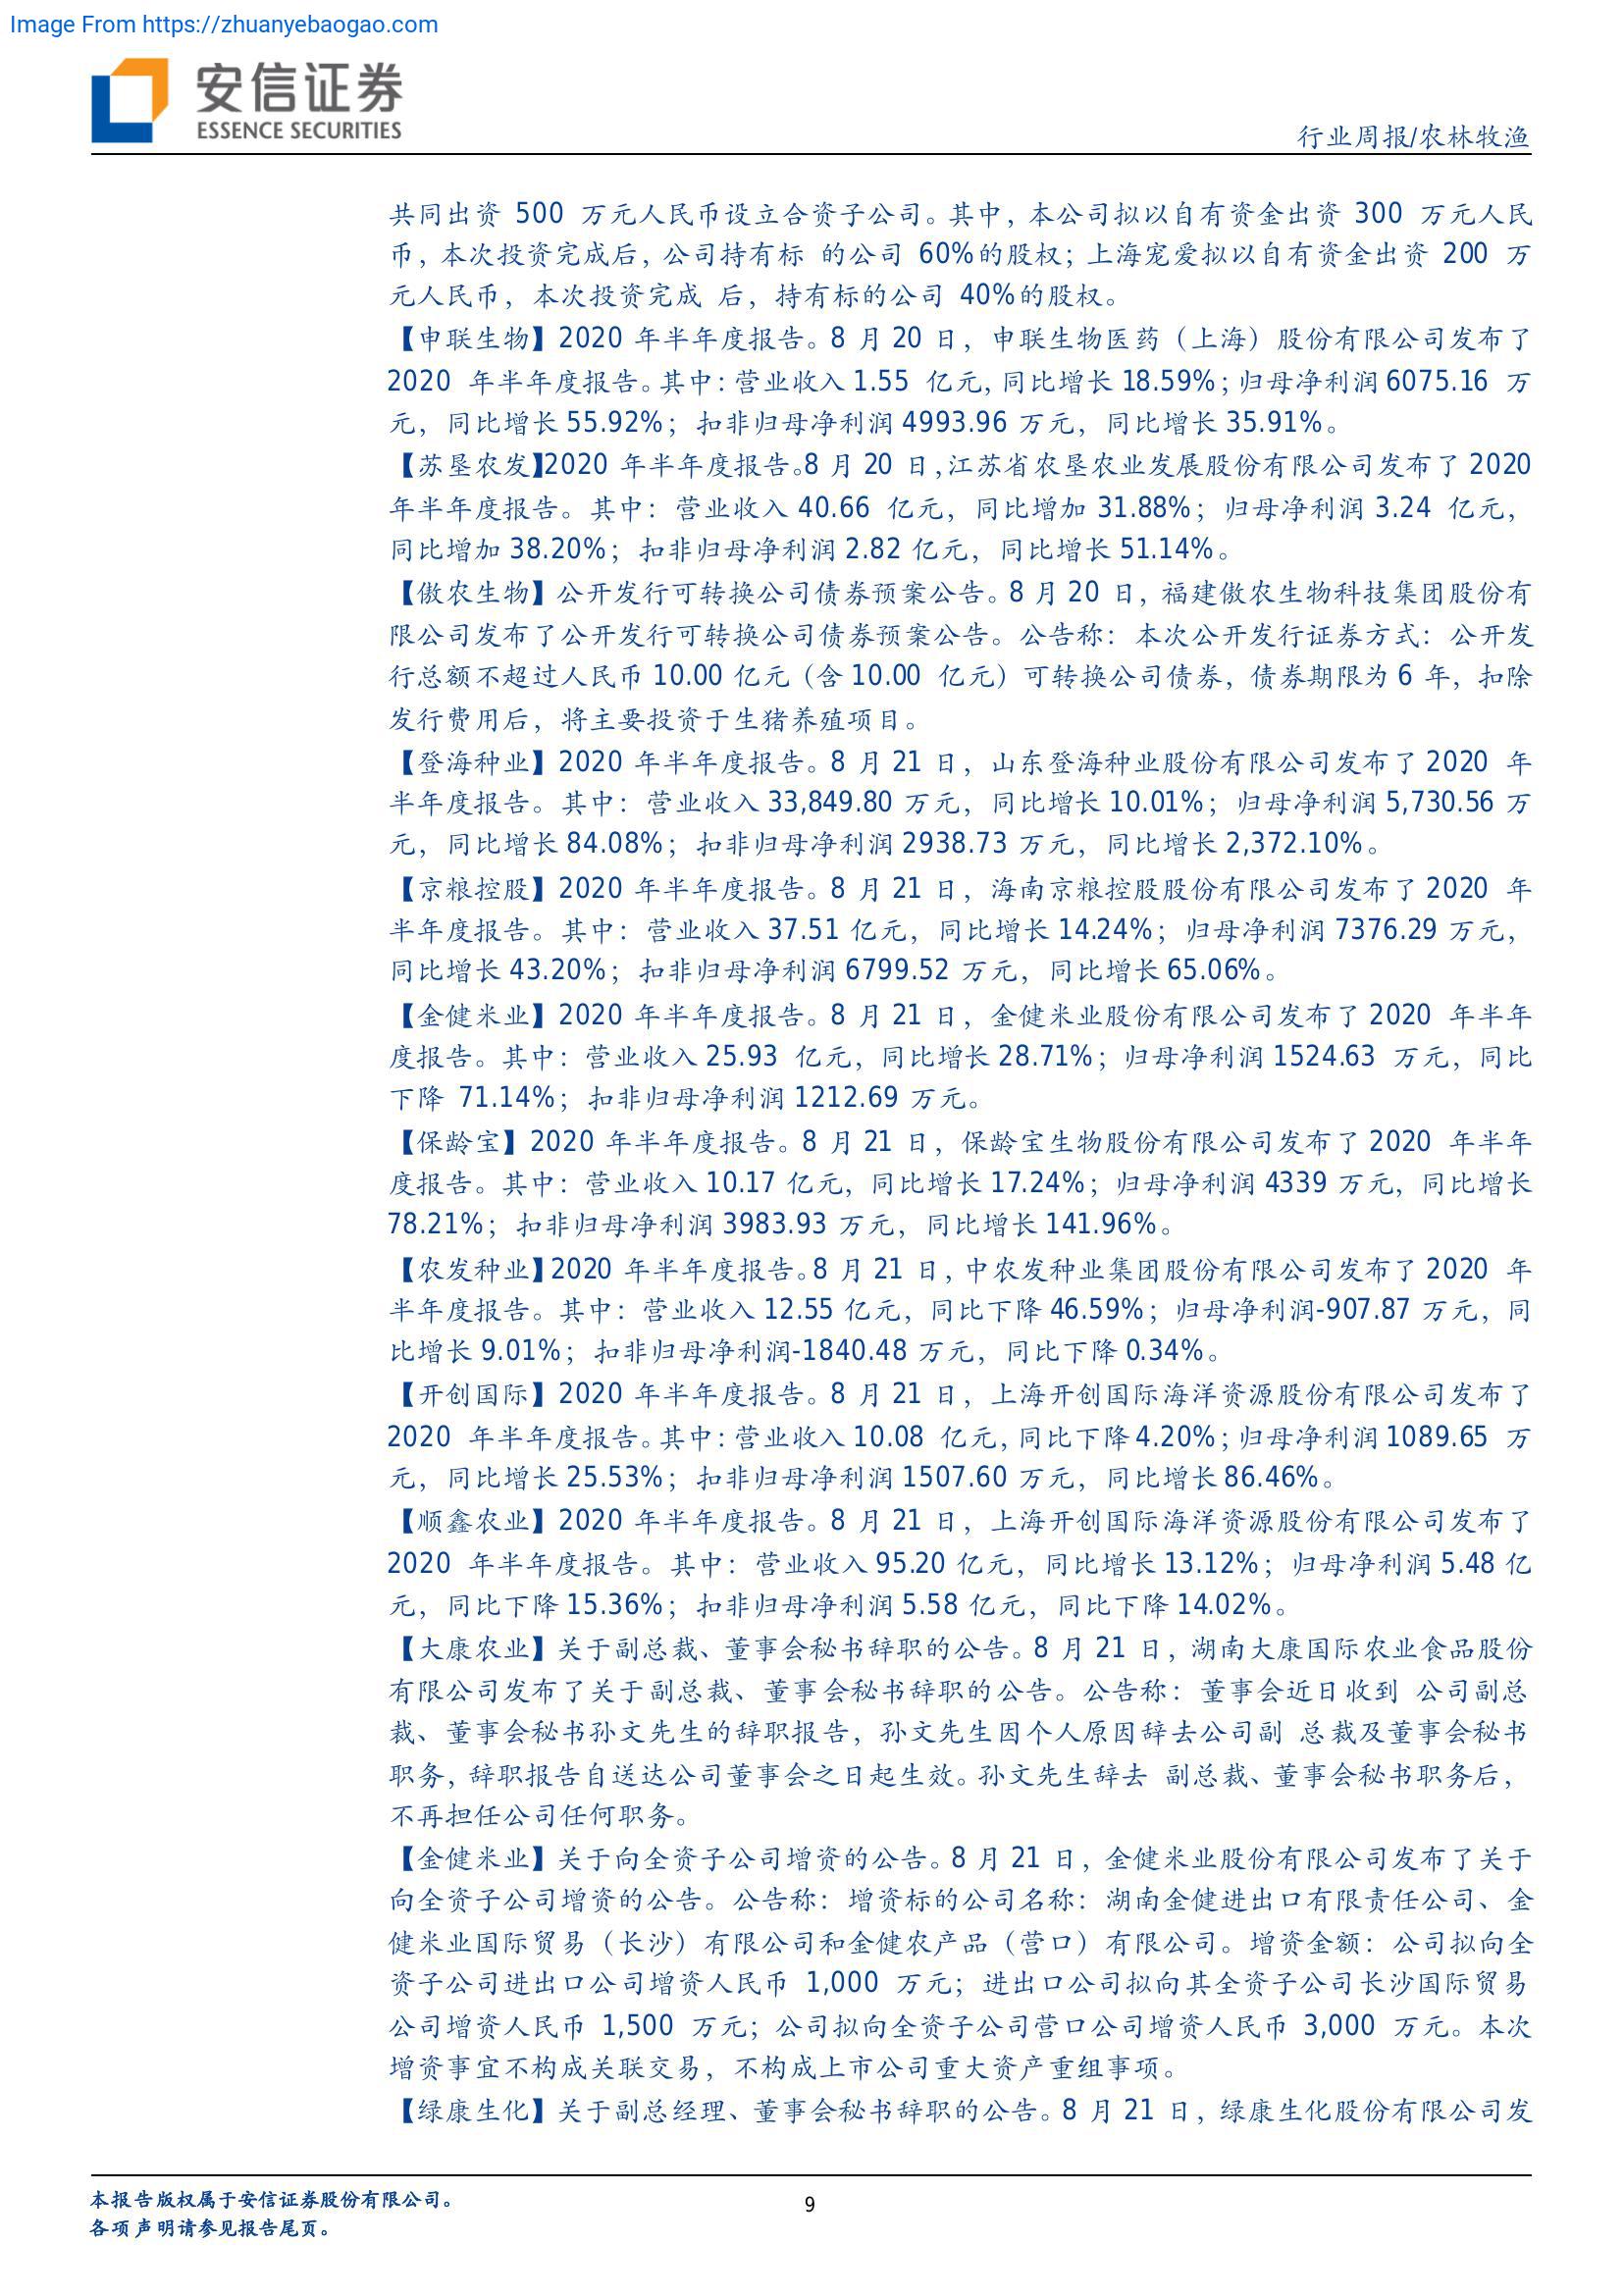 Image From https://zhuanyebaogao.com
安信证券
ESSENCE SECURITIES
行业周报/农林牧渔
共同出资 500 万元人民币设立合资子公司。其中，本公司拟以自有资金出资 300 万元人民
币，本次投资完成后，公司持有标 的公司 60%的股权；上海宠爱拟以自有资金出资 200 万
元人民币，本次投资完成 后，持有标的公司 40%的股权。
【申联生物】2020 年半年度报告。8 月 20 日，申联生物医药（上海）股份有限公司发布了
2020 年半年度报告。其中：营业收入 1.55 亿元，同比增长 18.59%；归母净利润 6075.16 万
元，同比增长 55.92%；扣非归母净利润 4993.96 万元，同比增长 35.91%。
【苏垦农发】2020 年半年度报告。8 月 20 日，江苏省农垦农业发展股份有限公司发布了 2020
年半年度报告。其中：营业收入 40.66 亿元，同比增加 31.88%；归母净利润 3.24 亿元，
同比增加 38.20%；扣非归母净利润 2.82 亿元，同比增长 51.14%。
【傲农生物】公开发行可转换公司债券预案公告。8 月 20 日，福建傲农生物科技集团股份有
限公司发布了公开发行可转换公司债券预案公告。公告称：本次公开发行证券方式：公开发
行总额不超过人民币 10.00 亿元（含 10.00 亿元）可转换公司债券，债券期限为 6 年，扣除
发行费用后，将主要投资于生猪养殖项目。
【登海种业】2020 年半年度报告。8 月 21 日，山东登海种业股份有限公司发布了 2020 年
半年度报告。其中：营业收入 33,849.80 万元，同比增长 10.01%；归母净利润 5,730.56 万
元，同比增长 84.08%；扣非归母净利润 2938.73 万元，同比增长 2,372.10%。
【京粮控股】2020 年半年度报告。8 月 21 日，海南京粮控股股份有限公司发布了 2020 年
半年度报告。其中：营业收入 37.51 亿元，同比增长 14.24%；归母净利润 7376.29 万元，
同比增长 43.20%；扣非归母净利润 6799.52 万元，同比增长 65.06%。
【金健米业】2020 年半年度报告。8 月 21 日，金健米业股份有限公司发布了 2020 年半年
度报告。其中：营业收入 25.93 亿元，同比增长 28.71%；归母净利润 1524.63 万元，同比
下降 71.14%；扣非归母净利润 1212.69 万元。
【保龄宝】2020 年半年度报告。8 月 21 日，保龄宝生物股份有限公司发布了 2020 年半年
度报告。其中：营业收入 10.17 亿元，同比增长 17.24%；归母净利润 4339 万元，同比增长
78.21%；扣非归母净利润 3983.93 万元，同比增长 141.96%。
【农发种业】2020 年半年度报告。8 月 21 日，中农发种业集团股份有限公司发布了 2020 年
半年度报告。其中：营业收入 12.55 亿元，同比下降 46.59%；归母净利润-907.87 万元，同
比增长 9.01%；扣非归母净利润-1840.48 万元，同比下降 0.34%。
【开创国际】2020 年半年度报告。8 月 21 日，上海开创国际海洋资源股份有限公司发布了
2020 年半年度报告。其中：营业收入 10.08 亿元，同比下降 4.20%；归母净利润 1089.65 万
元，同比增长 25.53%；扣非归母净利润 1507.60 万元，同比增长 86.46%。
【顺鑫农业】2020 年半年度报告。8 月 21 日，上海开创国际海洋资源股份有限公司发布了
2020 年半年度报告。其中：营业收入 95.20 亿元，同比增长 13.12%；归母净利润 5.48 亿
元，同比下降 15.36%；扣非归母净利润 5.58 亿元，同比下降 14.02%。
【大康农业】关于副总裁、董事会秘书辞职的公告。8 月 21 日，湖南大康国际农业食品股份
有限公司发布了关于副总裁、董事会秘书辞职的公告。公告称：董事会近日收到 公司副总
裁、董事会秘书孙文先生的辞职报告，孙文先生因个人原因辞去公司副 总裁及董事会秘书
职务，辞职报告自送达公司董事会之日起生效。孙文先生辞去 副总裁、董事会秘书职务后，
不再担任公司任何职务。
【金健米业】关于向全资子公司增资的公告。8 月 21 日，金健米业股份有限公司发布了关于
向全资子公司增资的公告。公告称：增资标的公司名称：湖南金健进出口有限责任公司、金
健米业国际贸易（长沙）有限公司和金健农产品（营口）有限公司。增资金额：公司拟向全
资子公司进出口公司增资人民币 1,000 万元；进出口公司拟向其全资子公司长沙国际贸易
公司增资人民币 1,500 万元；公司拟向全资子公司营口公司增资人民币 3,000 万元。本次
增资事宜不构成关联交易，不构成上市公司重大资产重组事项。
【绿康生化】关于副总经理、董事会秘书辞职的公告。8 月 21 日，绿康生化股份有限公司发
本报告版权属于安信证券股份有限公司。
各项声明请参见报告尾页。
9